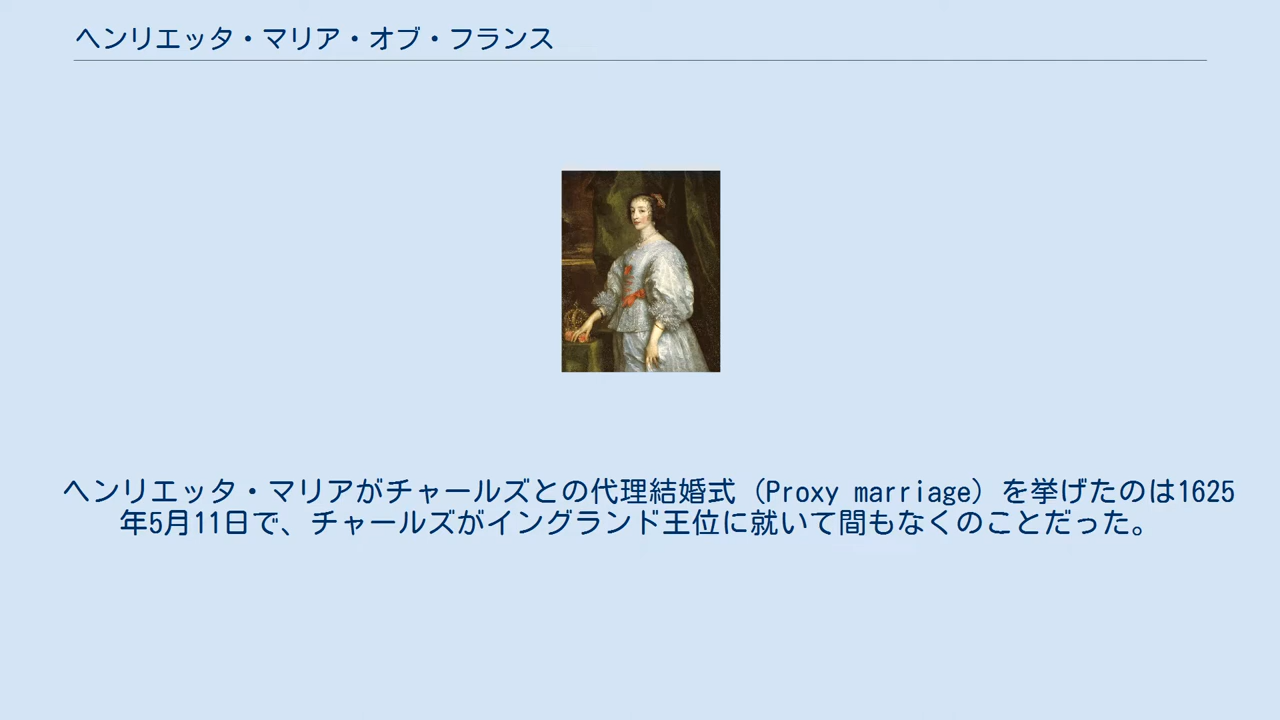 ヘンリエッタ・マリア・オブ・フランス
ヘンリエッタ・マリアがチャールズとの代理結婚式（Proxy marriage）を挙げたのは1625
年5月11日で、チャールズがイングランド王位に就いて間もなくのことだった。